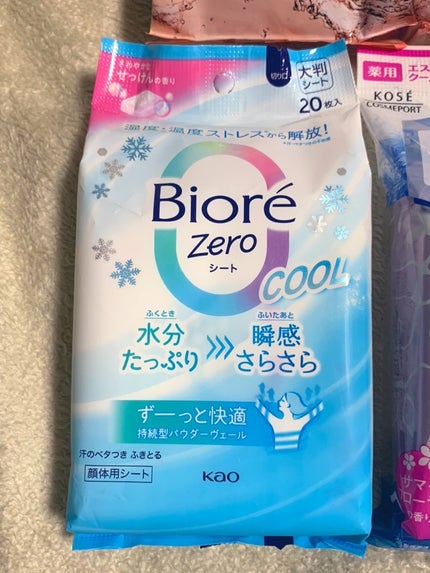 さわやかな
せっけんの香り
切り口
大判
シート
20枚入
湿度・温度ストレスから解放!
Bioré
Zero
シート
COOL
ふくとき
水分
たっぷり
ふいたあと
瞬感
さらさら
ずーっと快適
持続型パウダーヴェール
汗のベタつき ふきとる
顔体用シート
Kao
薬用
KOSÉ
COSMEPORT